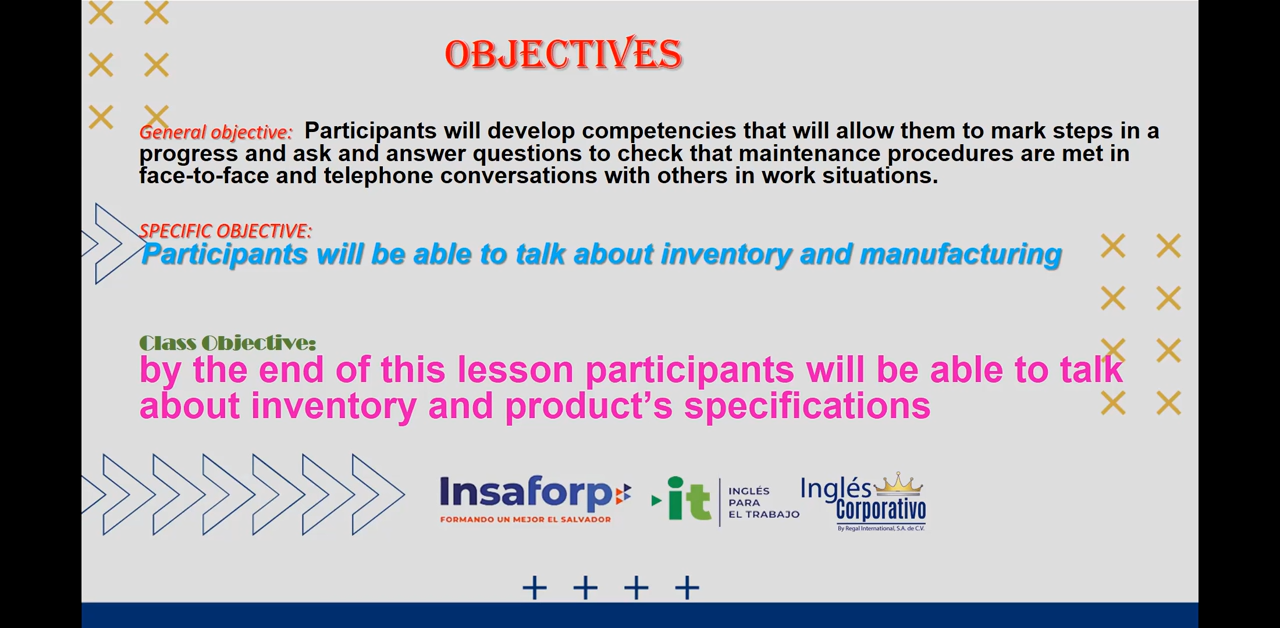 OBJECTIVES
General objective: Participants will develop competencies that will allow them to mark steps in a
progress and ask and answer questions to check that maintenance procedures are met in
face-to-face and telephone conversations with others in work situations.
SPECIFIC OBJECTIVE:
Participants will be able to talk about inventory and manufacturing
Class Objective:
by the end of this lesson participants will be able to talk
about inventory and product’s specifications
Insaforp
FORMANDO UN MEJOR EL SALVADOR
it
INGLÉS
PARA
EL TRABAJO
Inglés
Corporativo
By Regal International, S.A. de C.V.